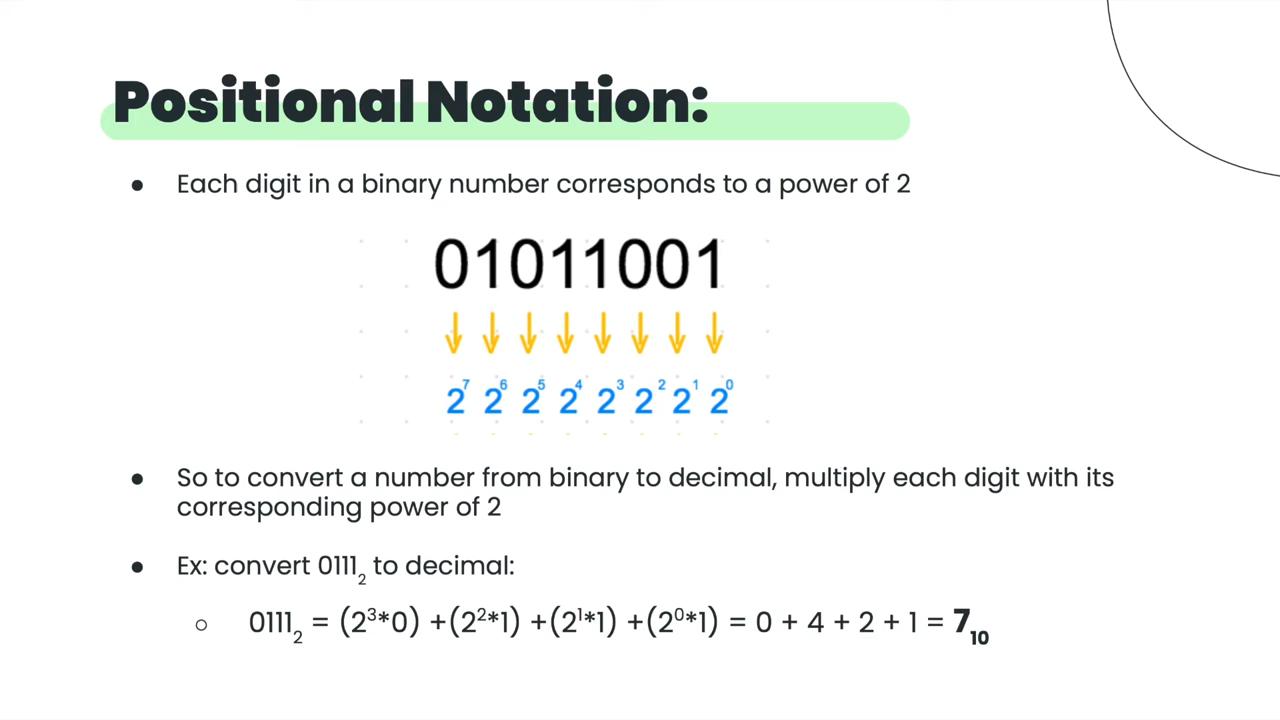 Positional Notation:
● Each digit in a binary number corresponds to a power of 2
01011001
2⁷ 2⁶ 2⁵ 2⁴ 2³ 2² 2¹ 2⁰
● So to convert a number from binary to decimal, multiply each digit with its
corresponding power of 2
● Ex: convert 0111₂ to decimal:
○ 0111₂ = (2³*0) +(2²*1) +(2¹*1) +(2⁰*1) = 0 + 4 + 2 + 1 = 7₁₀